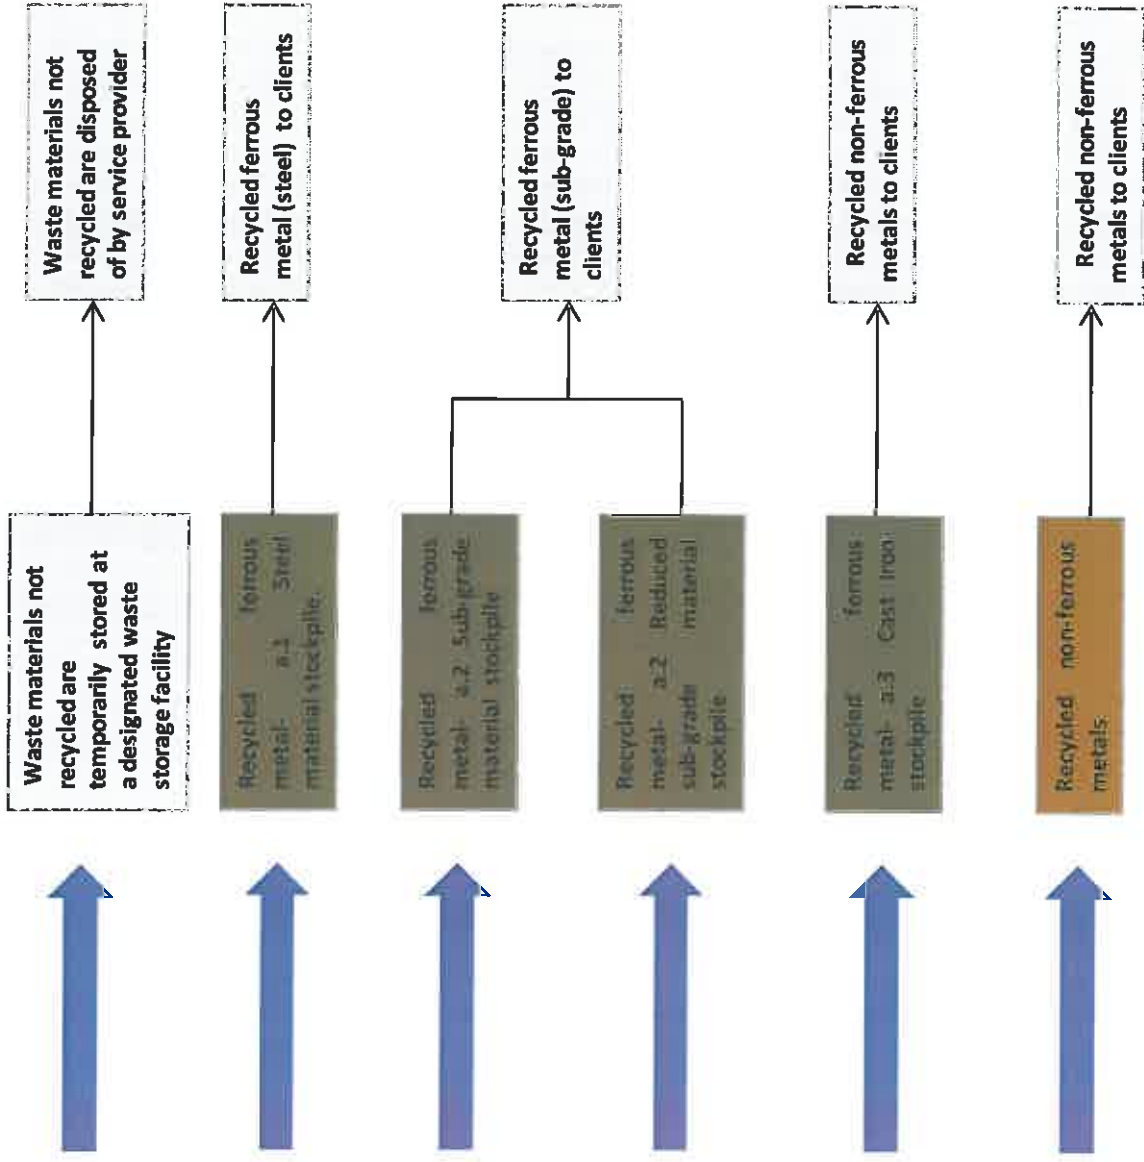 Waste materials not
recycled are disposed
of by service provider
Recycled ferrous
metal (steel) to clients
Recycled ferrous
metal (sub-grade) to
clients
Recycled non-ferrous
metals to clients
Recycled non-ferrous
metals to clients
Waste materials not
recycled are
temporarily stored at
a designated waste
storage facility
Recycled ferrous
metal- a.1 Steel
material stockpile.
Recycled ferrous
metal- a.2 Sub-grade
material stockpile
Recycled ferrous
metal- a.2 Reduced
sub-grade material
stockpile
Recycled ferrous
metal- a.3 Cast Iron
stockpile
Recycled non-ferrous
metals.